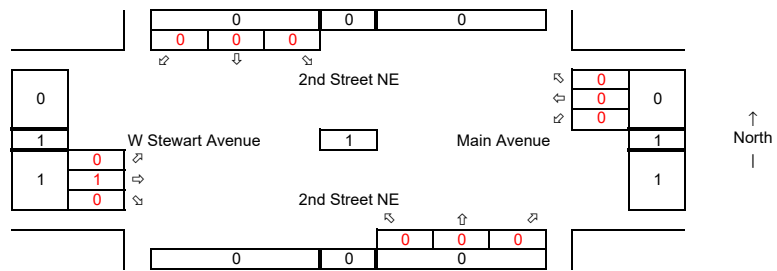 0 0 0
0 0 0
⬃ ⇩ ⬂
2nd Street NE
⬁ 0
0 ⇦ 0 0 ↑
⬃ 0
1 W Stewart Avenue 1 Main Avenue 1 North
0 ⬀ |
1 1 ⇨ 1
0 ⬂ 2nd Street NE
⬁ ⇧ ⬀
0 0 0
0 0 0